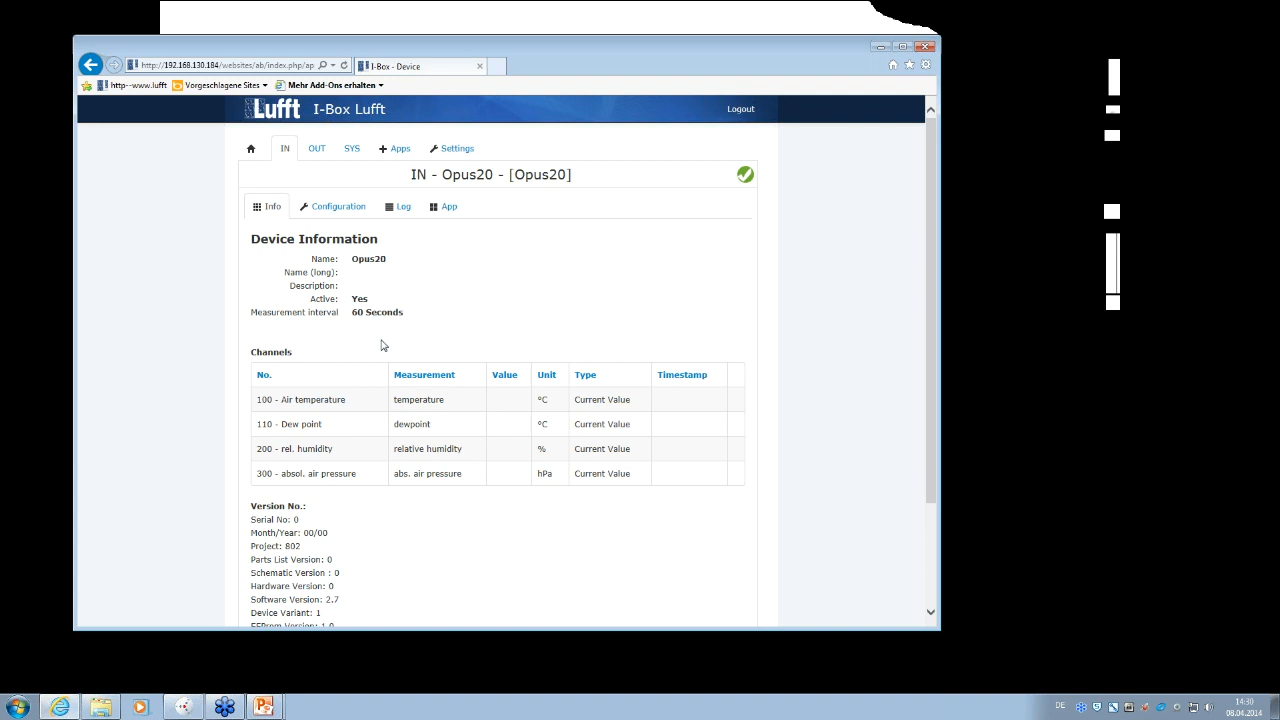 http://192.168.130.184/websites/ab/index.php/ap
I-Box - Device
http--www.lufft
Vorgeschlagene Sites
Mehr Add-Ons erhalten
Lufft
I-Box Lufft
Logout
IN
OUT
SYS
Apps
Settings
IN - Opus20 - [Opus20]
Info
Configuration
Log
App
Device Information
Name: Opus20
Name (long):
Description:
Active: Yes
Measurement interval 60 Seconds
Channels
No. Measurement Value Unit Type Timestamp
100 - Air temperature temperature °C Current Value
110 - Dew point dewpoint °C Current Value
200 - rel. humidity relative humidity % Current Value
300 - absol. air pressure abs. air pressure hPa Current Value
Version No.:
Serial No: 0
Month/Year: 00/00
Project: 802
Parts List Version: 0
Schematic Version : 0
Hardware Version: 0
Software Version: 2.7
Device Variant: 1
EEProm Version: 1.0
DE
14:30
08.04.2014